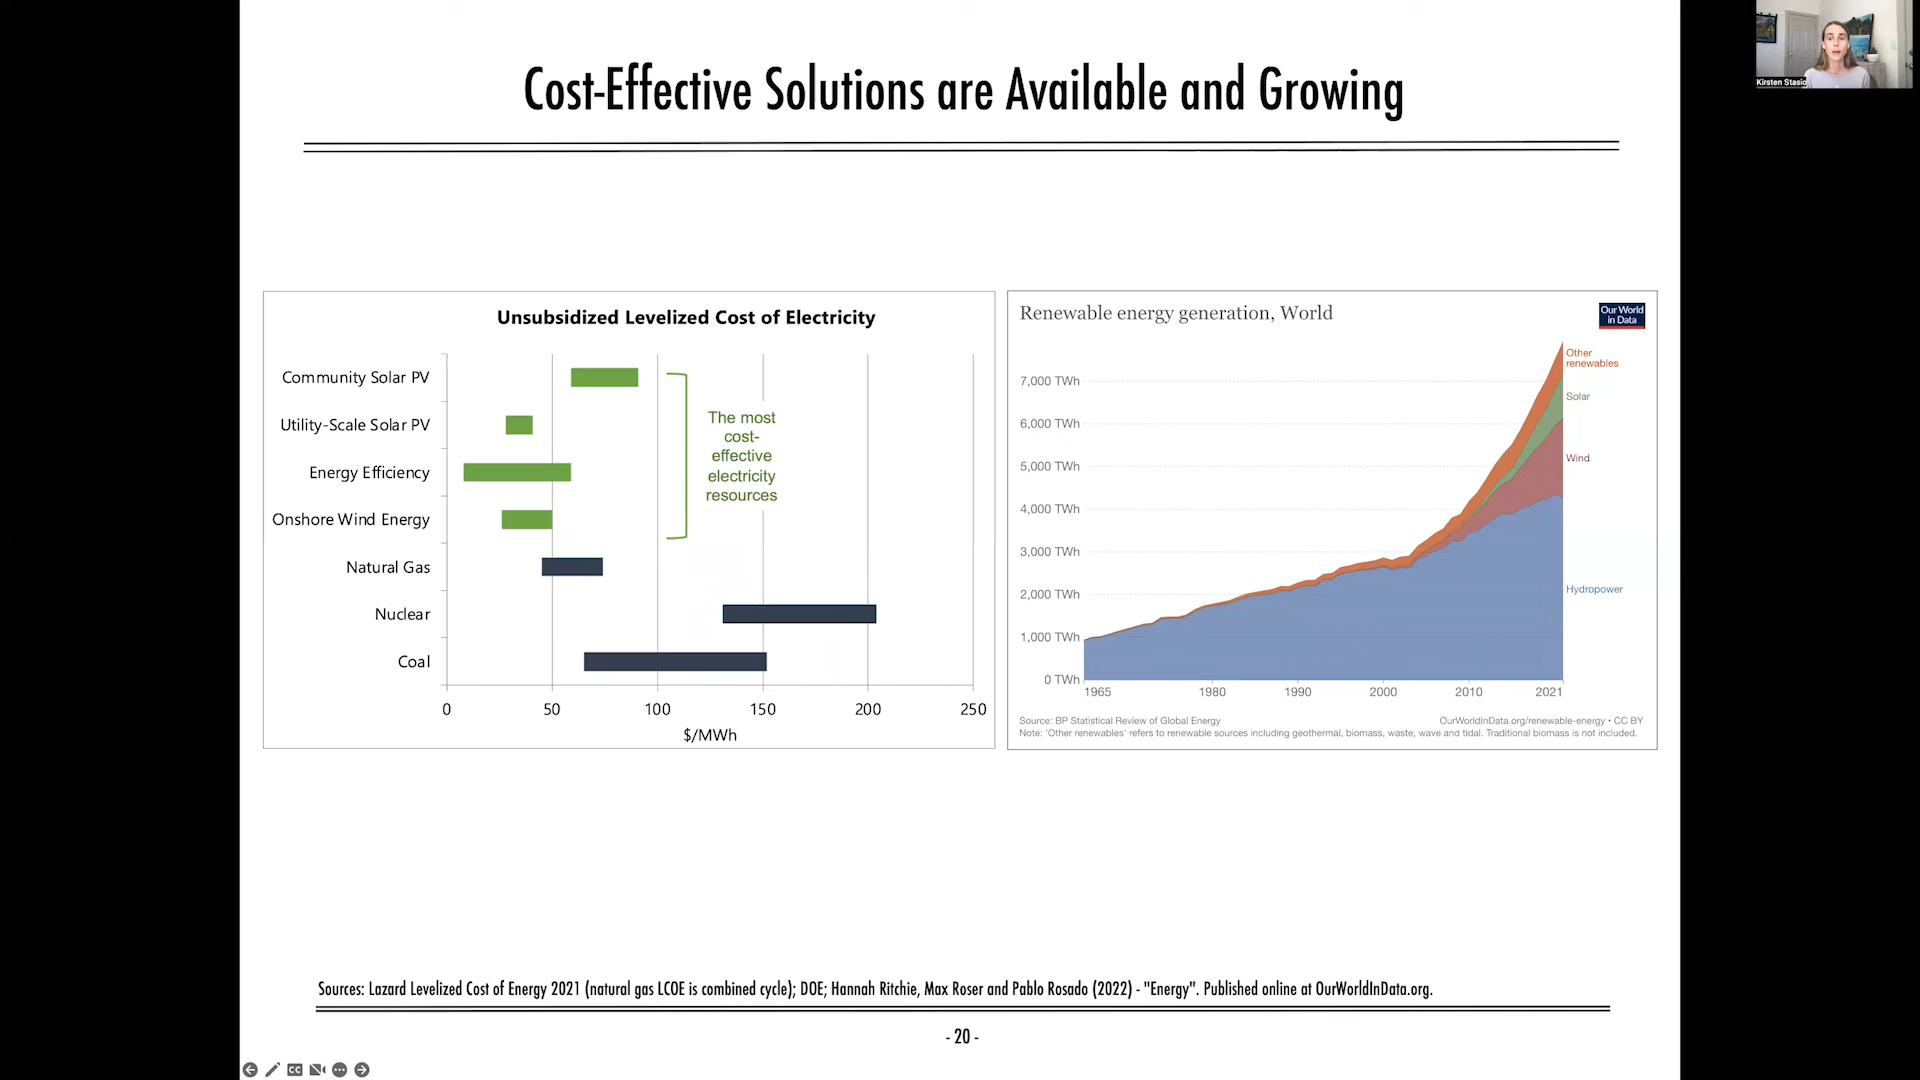 Cost-Effective Solutions are Available and Growing
Kirsten Stasio
Unsubsidized Levelized Cost of Electricity
Community Solar PV
Utility-Scale Solar PV
Energy Efficiency
Onshore Wind Energy
Natural Gas
Nuclear
Coal
The most
cost-
effective
electricity
resources
0 50 100 150 200 250
$/MWh
Renewable energy generation, World
Our World
in Data
7,000 TWh
6,000 TWh
5,000 TWh
4,000 TWh
3,000 TWh
2,000 TWh
1,000 TWh
0 TWh
Other
renewables
Solar
Wind
Hydropower
1965 1980 1990 2000 2010 2021
Source: BP Statistical Review of Global Energy
OurWorldInData.org/renewable-energy • CC BY
Note: 'Other renewables' refers to renewable sources including geothermal, biomass, waste, wave and tidal. Traditional biomass is not included.
Sources: Lazard Levelized Cost of Energy 2021 (natural gas LCOE is combined cycle); DOE; Hannah Ritchie, Max Roser and Pablo Rosado (2022) - "Energy". Published online at OurWorldInData.org.
- 20 -
CC